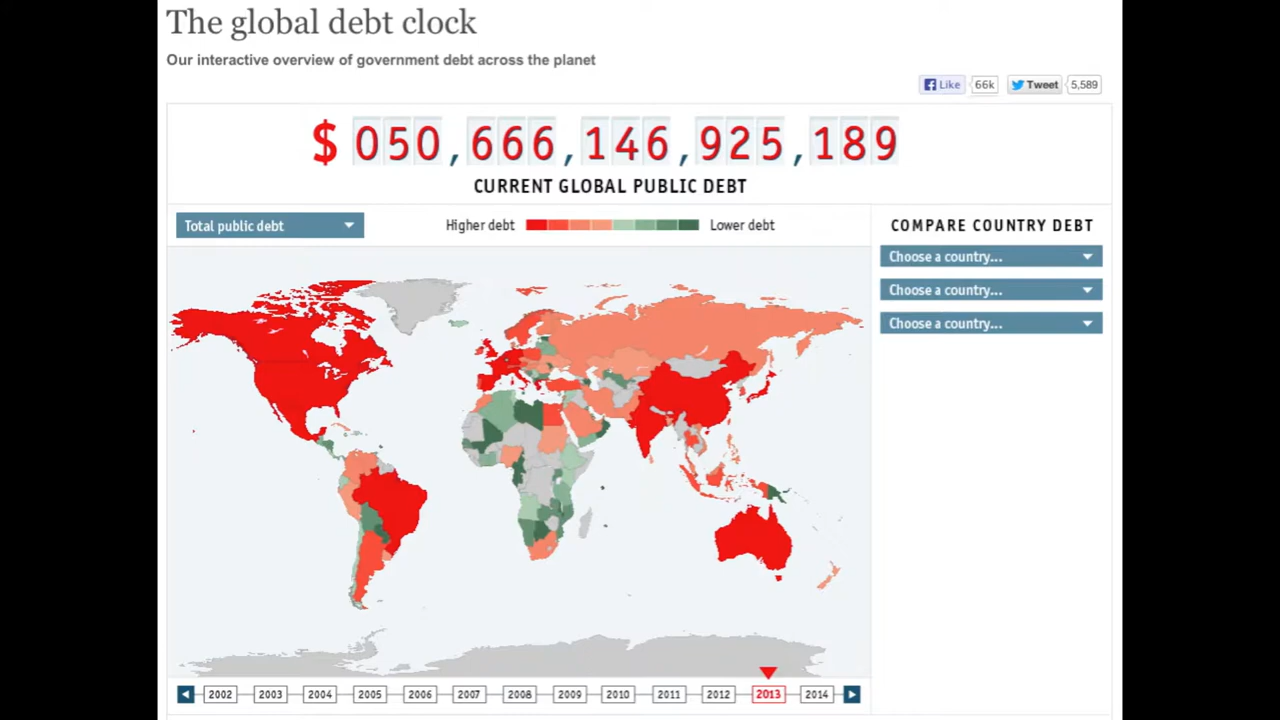 The global debt clock
Our interactive overview of government debt across the planet
Like 66k Tweet 5,589
$ 050,666,146,925,189
CURRENT GLOBAL PUBLIC DEBT
Total public debt
Higher debt Lower debt
COMPARE COUNTRY DEBT
Choose a country...
Choose a country...
Choose a country...
2002 2003 2004 2005 2006 2007 2008 2009 2010 2011 2012 2013 2014